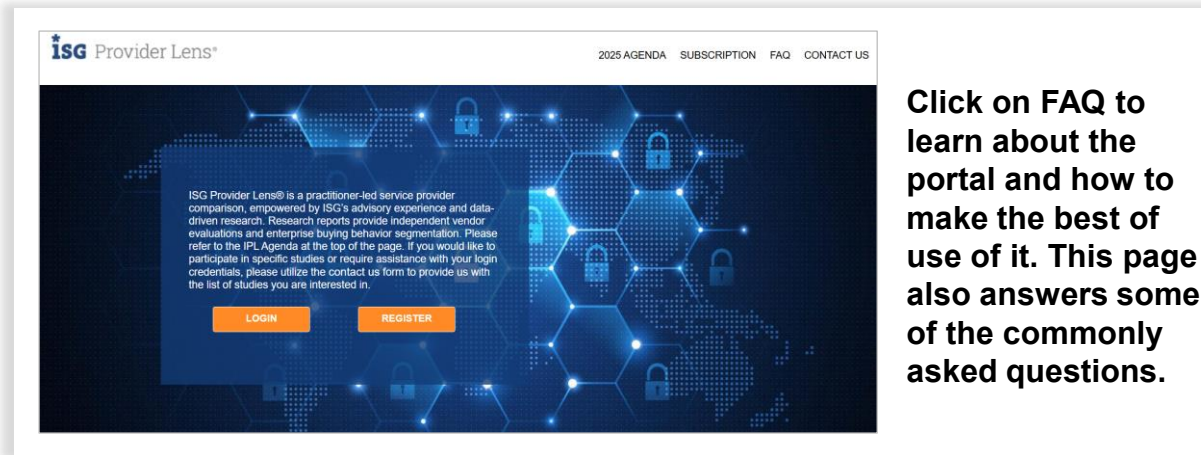 ISG Provider Lens®
2025 AGENDA SUBSCRIPTION FAQ CONTACT US
ISG Provider Lens® is a practitioner-led service provider
comparison, empowered by ISG's advisory experience and data-
driven research. Research reports provide independent vendor
evaluations and enterprise buying behavior segmentation. Please
refer to the IPL Agenda at the top of the page. If you would like to
participate in specific studies or require assistance with your login
credentials, please utilize the contact us form to provide us with
the list of studies you are interested in.
LOGIN REGISTER
Click on FAQ to
learn about the
portal and how to
make the best of
use of it. This page
also answers some
of the commonly
asked questions.